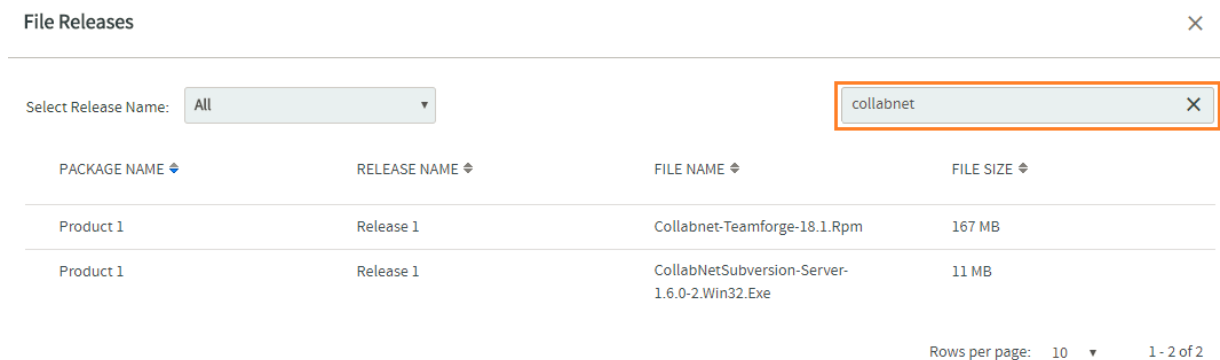 File Releases
Select Release Name: All collabnet
PACKAGE NAME RELEASE NAME FILE NAME FILE SIZE
Product 1 Release 1 Collabnet-Teamforge-18.1.Rpm 167 MB
Product 1 Release 1 CollabNetSubversion-Server- 11 MB
1.6.0-2.Win32.Exe
Rows per page: 10 1 - 2 of 2